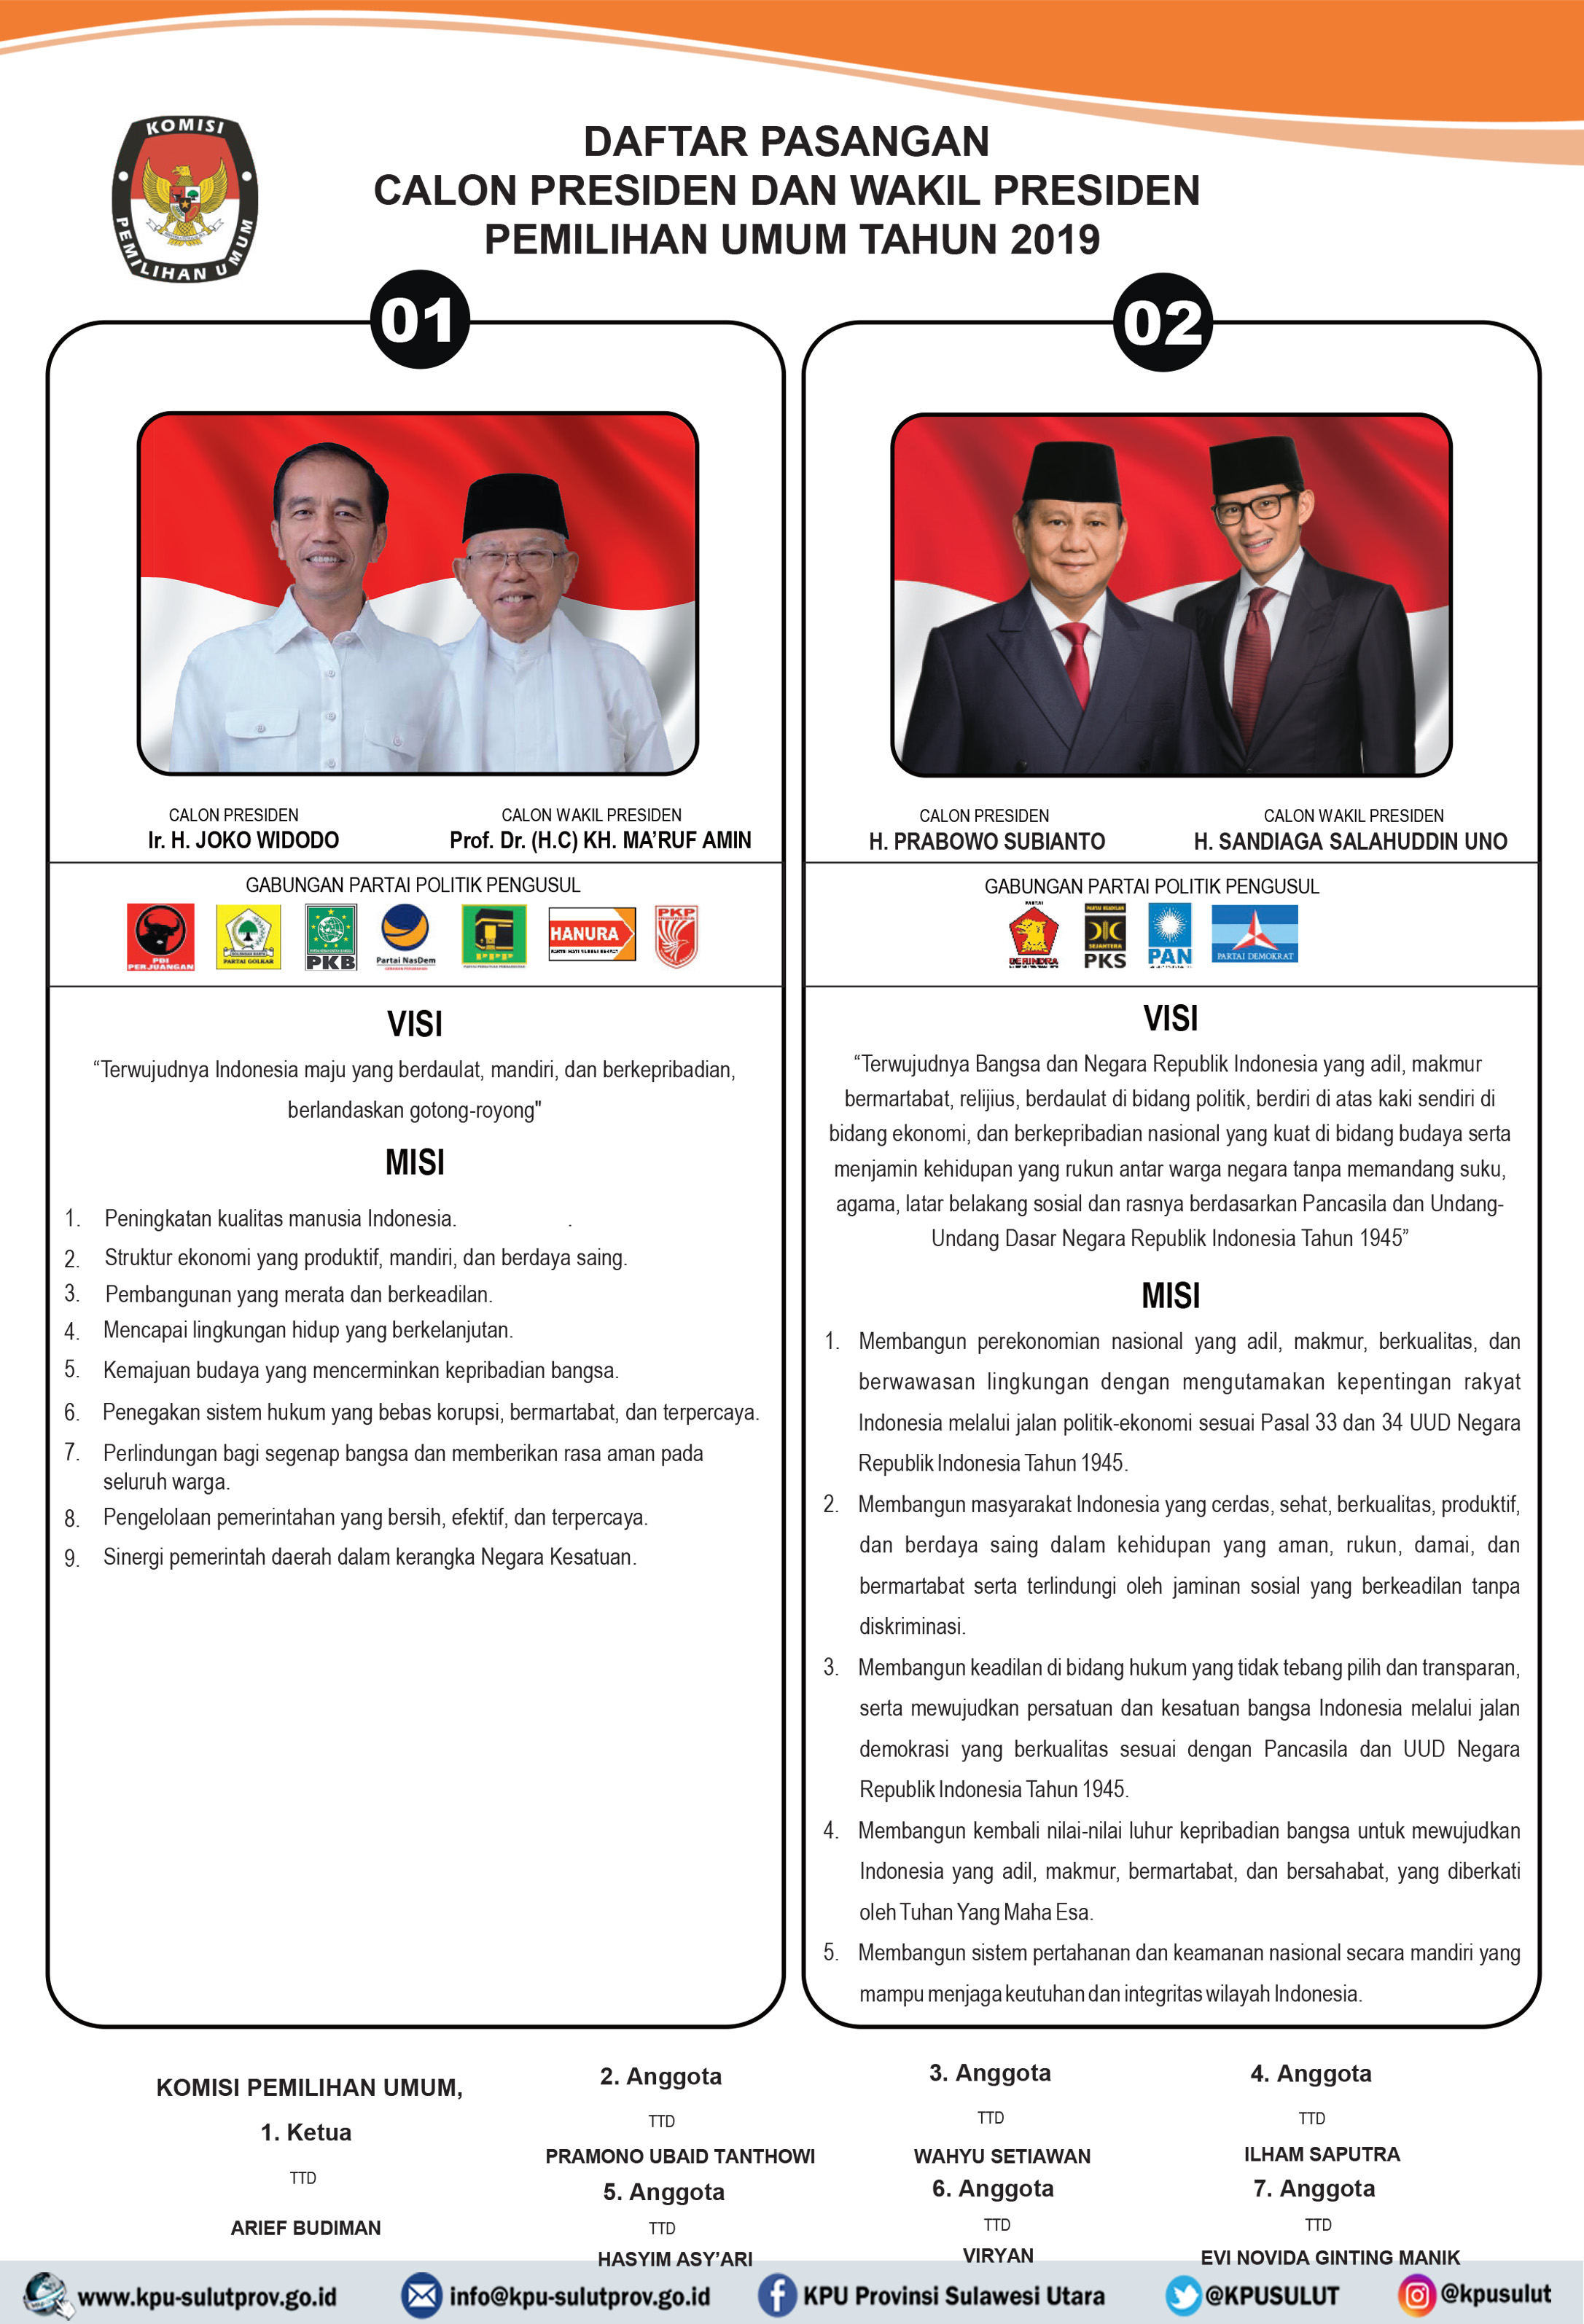 KOMISI
PEMILIHAN UMUM
DAFTAR PASANGAN
CALON PRESIDEN DAN WAKIL PRESIDEN
PEMILIHAN UMUM TAHUN 2019
01
CALON PRESIDEN
Ir. H. JOKO WIDODO
CALON WAKIL PRESIDEN
Prof. Dr. (H.C) KH. MA’RUF AMIN
GABUNGAN PARTAI POLITIK PENGUSUL
PDI
PERJUANGAN
PARTAI GOLKAR
PKB
Partai NasDem
HANURA
PKP
VISI
“Terwujudnya Indonesia maju yang berdaulat, mandiri, dan berkepribadian,
berlandaskan gotong-royong"
MISI
1. Peningkatan kualitas manusia Indonesia. .
2. Struktur ekonomi yang produktif, mandiri, dan berdaya saing.
3. Pembangunan yang merata dan berkeadilan.
4. Mencapai lingkungan hidup yang berkelanjutan.
5. Kemajuan budaya yang mencerminkan kepribadian bangsa.
6. Penegakan sistem hukum yang bebas korupsi, bermartabat, dan terpercaya.
7. Perlindungan bagi segenap bangsa dan memberikan rasa aman pada
seluruh warga.
8. Pengelolaan pemerintahan yang bersih, efektif, dan terpercaya.
9. Sinergi pemerintah daerah dalam kerangka Negara Kesatuan.
02
CALON PRESIDEN
H. PRABOWO SUBIANTO
CALON WAKIL PRESIDEN
H. SANDIAGA SALAHUDDIN UNO
GABUNGAN PARTAI POLITIK PENGUSUL
PARTAI
GERINDRA
PARTAI KEADILAN
SEJAHTERA
PKS
PAN
PARTAI DEMOKRAT
VISI
“Terwujudnya Bangsa dan Negara Republik Indonesia yang adil, makmur
bermartabat, relijius, berdaulat di bidang politik, berdiri di atas kaki sendiri di
bidang ekonomi, dan berkepribadian nasional yang kuat di bidang budaya serta
menjamin kehidupan yang rukun antar warga negara tanpa memandang suku,
agama, latar belakang sosial dan rasnya berdasarkan Pancasila dan Undang-
Undang Dasar Negara Republik Indonesia Tahun 1945”
MISI
1. Membangun perekonomian nasional yang adil, makmur, berkualitas, dan
berwawasan lingkungan dengan mengutamakan kepentingan rakyat
Indonesia melalui jalan politik-ekonomi sesuai Pasal 33 dan 34 UUD Negara
Republik Indonesia Tahun 1945.
2. Membangun masyarakat Indonesia yang cerdas, sehat, berkualitas, produktif,
dan berdaya saing dalam kehidupan yang aman, rukun, damai, dan
bermartabat serta terlindungi oleh jaminan sosial yang berkeadilan tanpa
diskriminasi.
3. Membangun keadilan di bidang hukum yang tidak tebang pilih dan transparan,
serta mewujudkan persatuan dan kesatuan bangsa Indonesia melalui jalan
demokrasi yang berkualitas sesuai dengan Pancasila dan UUD Negara
Republik Indonesia Tahun 1945.
4. Membangun kembali nilai-nilai luhur kepribadian bangsa untuk mewujudkan
Indonesia yang adil, makmur, bermartabat, dan bersahabat, yang diberkati
oleh Tuhan Yang Maha Esa.
5. Membangun sistem pertahanan dan keamanan nasional secara mandiri yang
mampu menjaga keutuhan dan integritas wilayah Indonesia.
KOMISI PEMILIHAN UMUM,
1. Ketua
TTD
ARIEF BUDIMAN
2. Anggota
TTD
PRAMONO UBAID TANTHOWI
3. Anggota
TTD
WAHYU SETIAWAN
4. Anggota
TTD
ILHAM SAPUTRA
5. Anggota
TTD
HASYIM ASY’ARI
6. Anggota
TTD
VIRYAN
7. Anggota
TTD
EVI NOVIDA GINTING MANIK
www.kpu-sulutprov.go.id
info@kpu-sulutprov.go.id
KPU Provinsi Sulawesi Utara
@KPUSULUT
@kpusulut